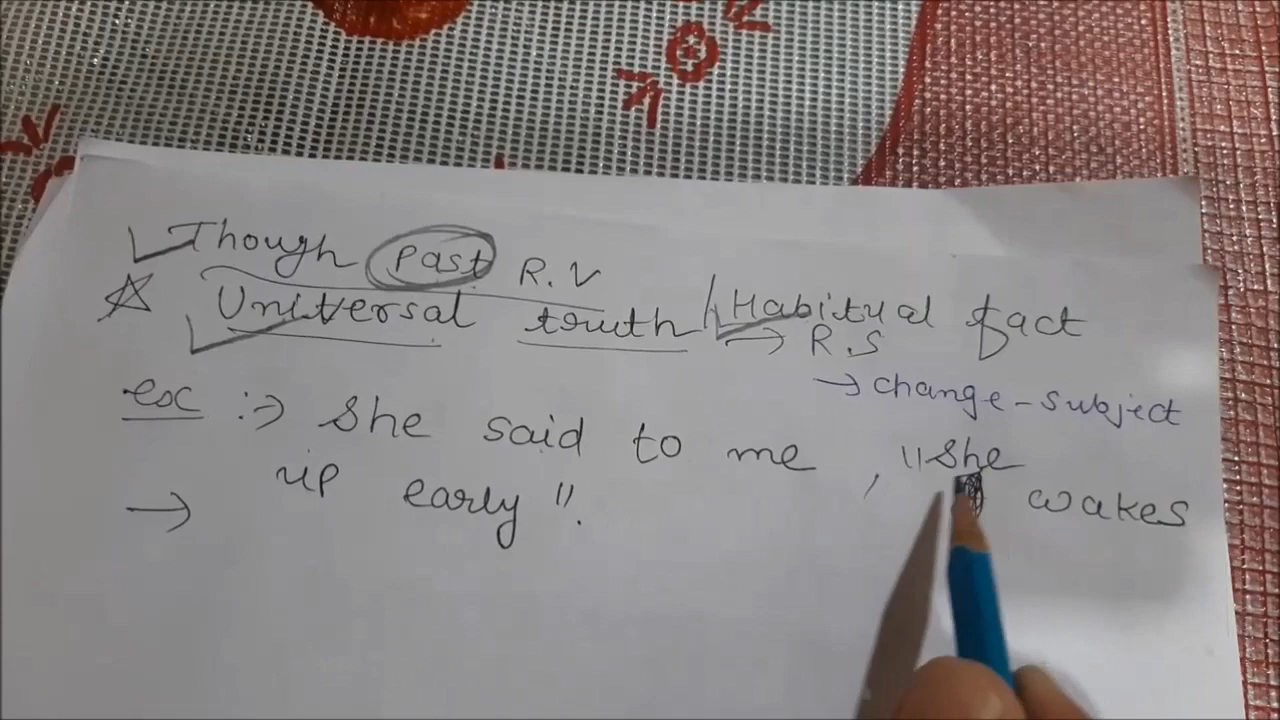 Though past R.V
Universal truth / Habitual fact
→ R.S
→ change-subject
ex :→ She said to me , "She wakes
up early".
→